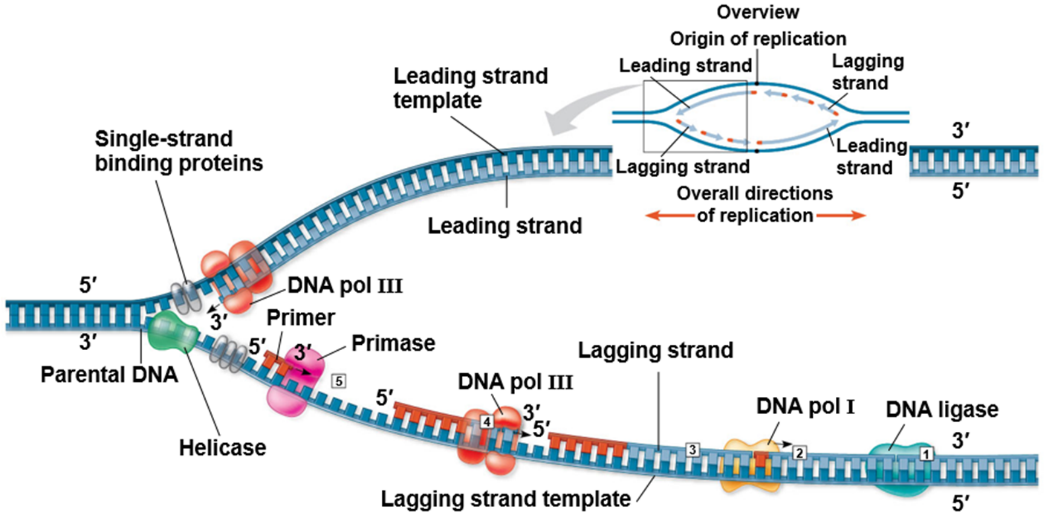 Overview
Origin of replication
Leading strand
Lagging
strand
Lagging strand
Leading
strand
Overall directions
of replication
Leading strand
template
Single-strand
binding proteins
Leading strand
3′
5′
5′
3′
DNA pol III
3′
Parental DNA
Helicase
5′
Primer
3′
Primase
5
5′
DNA pol III
4
3′
5′
Lagging strand
3
Lagging strand template
DNA pol I
2
DNA ligase
1
3′
5′